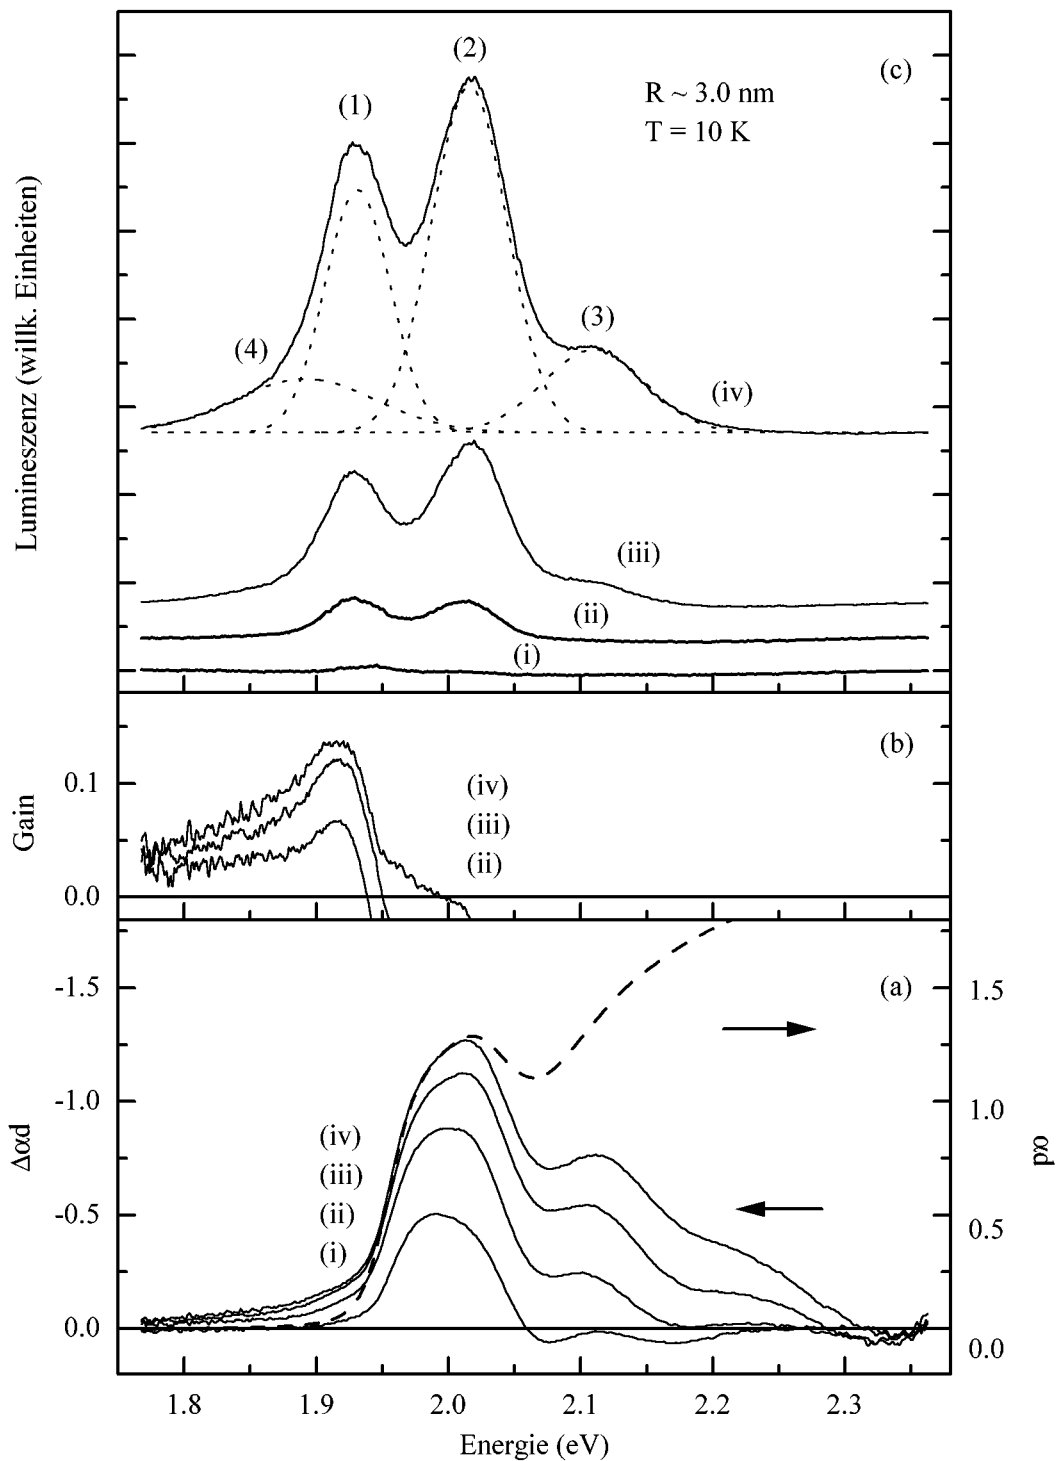 (2)
(c)
(1)
R ~ 3.0 nm
T = 10 K
Lumineszenz (willk. Einheiten)
(3)
(4)
(iv)
(iii)
(ii)
(i)
(b)
Gain
0.1
0.0
(iv)
(iii)
(ii)
(a)
-1.5
-1.0
-0.5
0.0
Δαd
(iv)
(iii)
(ii)
(i)
1.5
1.0
0.5
0.0
αd
1.8 1.9 2.0 2.1 2.2 2.3
Energie (eV)